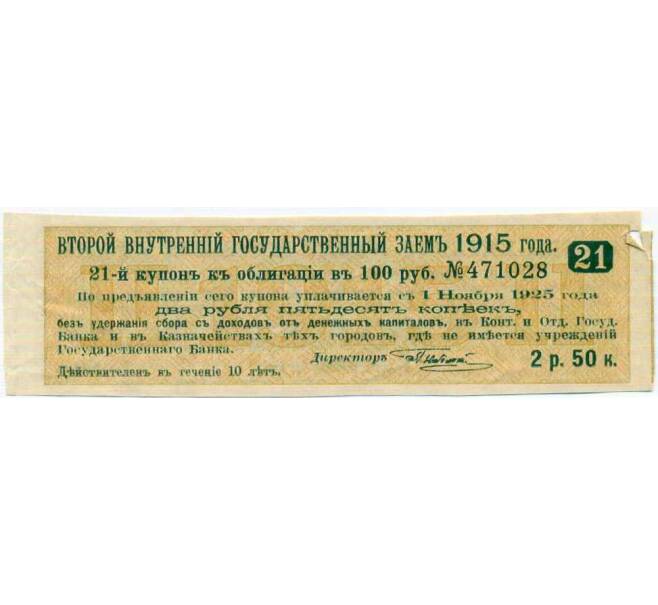 ВТОРОЙ ВНУТРЕННІЙ ГОСУДАРСТВЕННЫЙ ЗАЕМЪ 1915 года.
21
21-й купонъ къ облигаціи въ 100 руб. №471028
По предъявленіи сего купона уплачивается съ 1 Ноября 1925 года
два рубля пятьдесятъ копѣекъ,
безъ удержанія сбора съ доходовъ отъ денежныхъ капиталовъ, въ Конт. и Отд. Госуд.
Банка и въ Казначействахъ тѣхъ городовъ, гдѣ не имѣется учрежденій
Государственнаго Банка.
Директоръ
2 р. 50 к.
Дѣйствителенъ въ теченіе 10 лѣтъ.